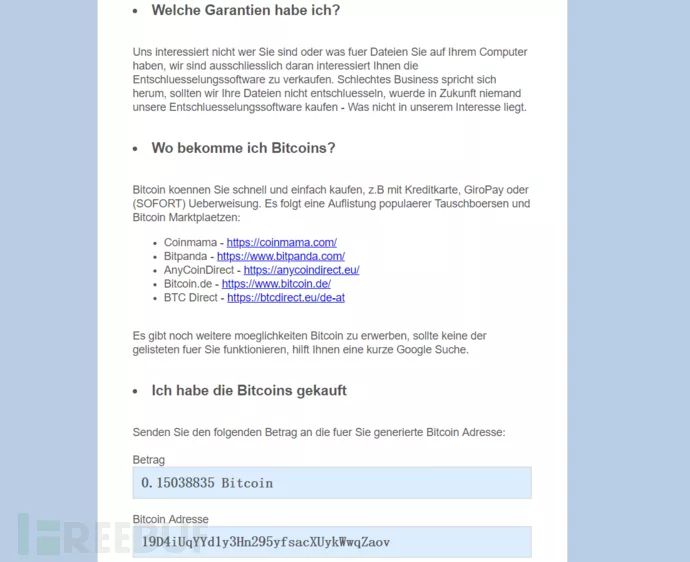 Welche Garantien habe ich?
Uns interessiert nicht wer Sie sind oder was fuer Dateien Sie auf Ihrem Computer
haben, wir sind ausschliesslich daran interessiert Ihnen die
Entschluesselungssoftware zu verkaufen. Schlechtes Business spricht sich
herum, sollten wir Ihre Dateien nicht entschluesseln, wuerde in Zukunft niemand
unsere Entschluesselungssoftware kaufen - Was nicht in unserem Interesse liegt.
Wo bekomme ich Bitcoins?
Bitcoin koennen Sie schnell und einfach kaufen, z.B mit Kreditkarte, GiroPay oder
(SOFORT) Ueberweisung. Es folgt eine Auflistung populaerer Tauschboersen und
Bitcoin Marktplaetzen:
Coinmama - https://coinmama.com/
Bitpanda - https://www.bitpanda.com/
AnyCoinDirect - https://anycoindirect.eu/
Bitcoin.de - https://www.bitcoin.de/
BTC Direct - https://btcdirect.eu/de-at
Es gibt noch weitere moeglichkeiten Bitcoin zu erwerben, sollte keine der
gelisteten fuer Sie funktionieren, hilft Ihnen eine kurze Google Suche.
Ich habe die Bitcoins gekauft
Senden Sie den folgenden Betrag an die fuer Sie generierte Bitcoin Adresse:
Betrag
0.15038835 Bitcoin
Bitcoin Adresse
19D4iUqYYd1y3Hn295yfsacXUykWwqZaov
FREEBUF